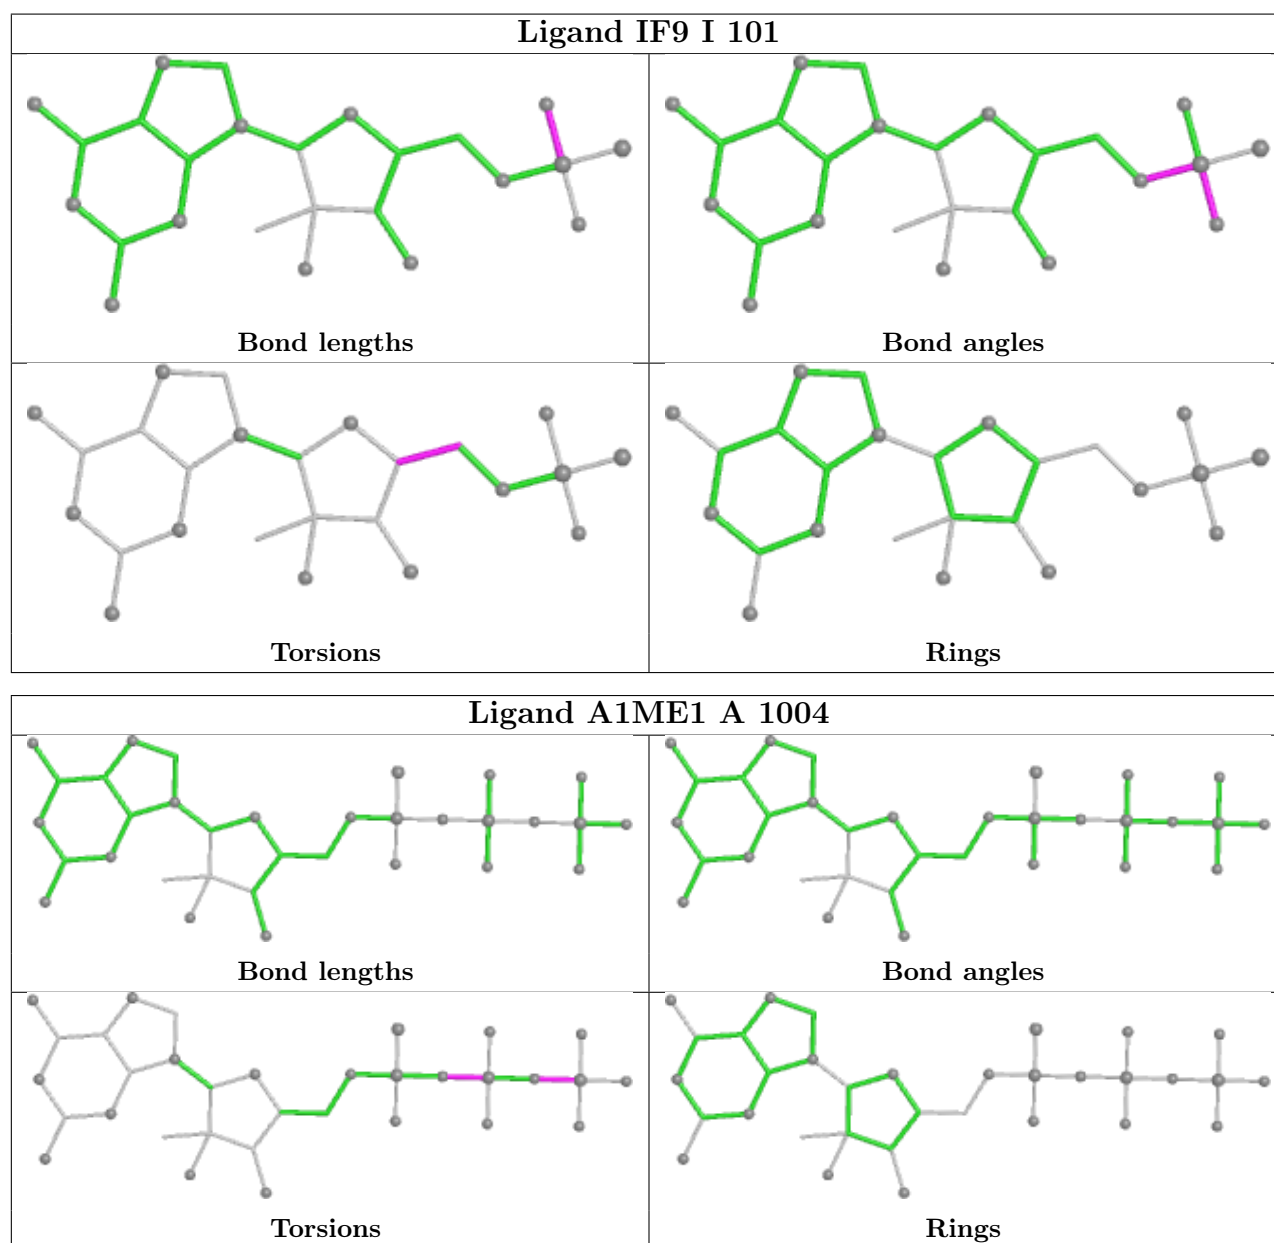 Ligand IF9 I 101
Bond lengths
Bond angles
Torsions
Rings
Ligand A1ME1 A 1004
Bond lengths
Bond angles
Torsions
Rings